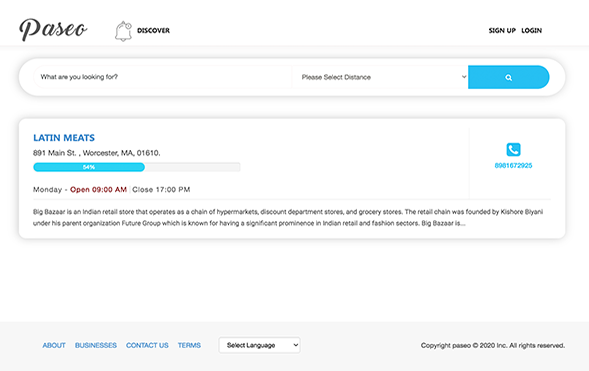 Paseo
DISCOVER
SIGN UP LOGIN
What are you looking for?
Please Select Distance
LATIN MEATS
891 Main St. , Worcester, MA, 01610.
54%
Monday - Open 09:00 AM Close 17:00 PM
8981672925
Big Bazaar is an Indian retail store that operates as a chain of hypermarkets, discount department stores, and grocery stores. The retail chain was founded by Kishore Biyani
under his parent organization Future Group which is known for having a significant prominence in Indian retail and fashion sectors. Big Bazaar is...
ABOUT BUSINESSES CONTACT US TERMS
Select Language
Copyright paseo © 2020 Inc. All rights reserved.